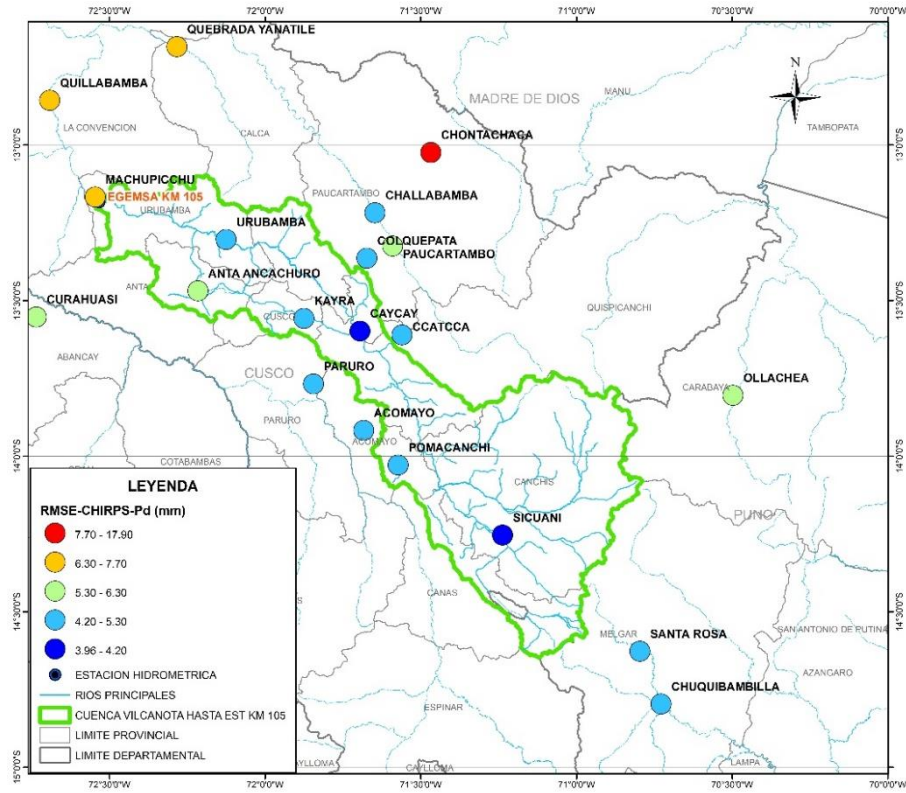 72°30'0"O
72°00'0"O
71°30'0"O
71°00'0"O
70°30'0"O
70°00'0"O
QUEBRADA YANATILE
N
QUILLABAMBA
MADRE DE DIOS
MANU
LA CONVENCION
CALCA
TAMBOPATA
CHONTACHACA
13°0'0"S
13°0'0"S
MACHUPICCHU
EGEMSA KM 105
PAUCARTAMBO
CHALLABAMBA
URUBAMBA
URUBAMBA
COLQUEPATA
PAUCARTAMBO
ANTA ANCACHURO
ANTA
QUISPICANCHI
CURAHUASI
KAYRA
CUSCO
CAYCAY
CCATCCA
13°30'0"S
13°30'0"S
ABANCAY
CUSCO
PARURO
OLLACHEA
CARABAYA
PARURO
ACOMAYO
ACOMAYO
COTABAMBAS
POMACANCHI
14°0'0"S
14°0'0"S
CANCHIS
SICUANI
PUNO
CANAS
14°30'0"S
14°30'0"S
MELGAR
SANTA ROSA
SAN ANTONIO DE PUTINA
AZANGARO
CHUQUIBAMBILLA
ESPINAR
CAYLLOMA
LAMPA
15°0'0"S
15°0'0"S
LEYENDA
RMSE-CHIRPS-Pd (mm)
7.70 - 17.90
6.30 - 7.70
5.30 - 6.30
4.20 - 5.30
3.96 - 4.20
ESTACION HIDROMETRICA
RIOS PRINCIPALES
CUENCA VILCANOTA HASTA EST KM 105
LIMITE PROVINCIAL
LIMITE DEPARTAMENTAL
72°30'0"O
72°0'0"O
71°30'0"O
71°0'0"O
70°30'0"O
70°0'0"O